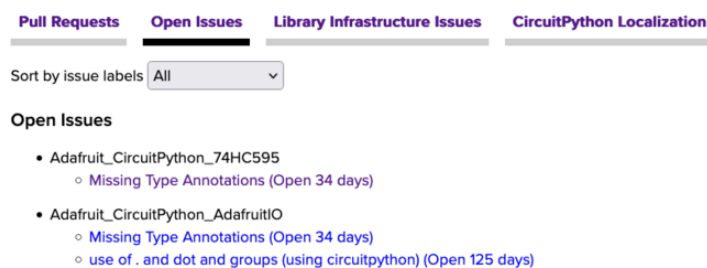 Pull Requests Open Issues Library Infrastructure Issues CircuitPython Localization
Sort by issue labels All
Open Issues
Adafruit_CircuitPython_74HC595
Missing Type Annotations (Open 34 days)
Adafruit_CircuitPython_AdafruitIO
Missing Type Annotations (Open 34 days)
use of . and dot and groups (using circuitpython) (Open 125 days)